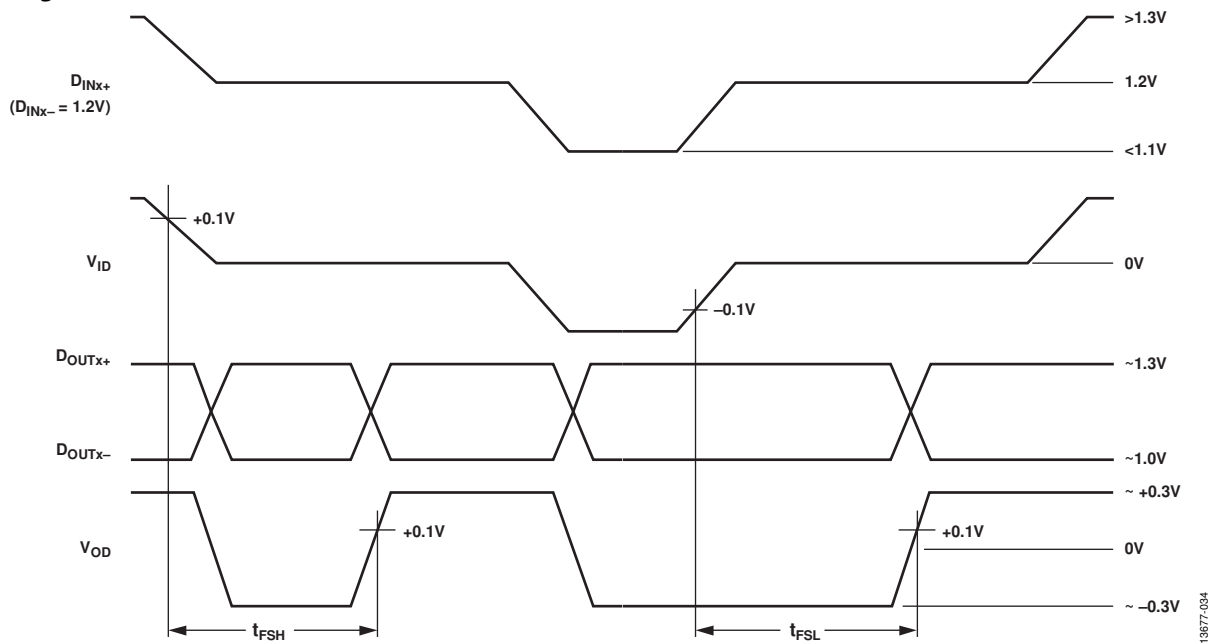 >1.3V
DINx+
(DINx– = 1.2V)
1.2V
<1.1V
+0.1V
VID
0V
–0.1V
DOUTx+
~1.3V
DOUTx–
~1.0V
~ +0.3V
+0.1V
+0.1V
VOD
0V
~ –0.3V
tFSH
tFSL
13677-034